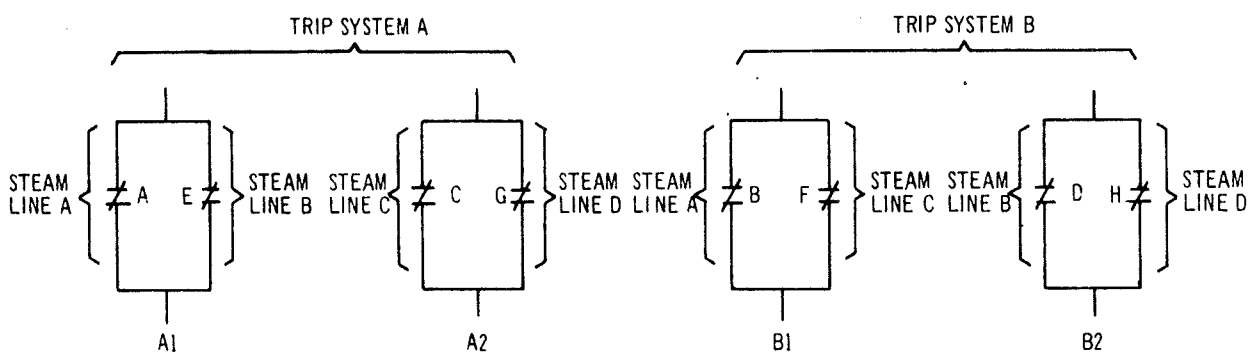 TRIP SYSTEM A
TRIP SYSTEM B
STEAM
LINE A
A
E
STEAM
LINE B
STEAM
LINE C
C
G
STEAM
LINE D
STEAM
LINE A
B
F
STEAM
LINE C
STEAM
LINE B
D
H
STEAM
LINE D
A1
A2
B1
B2